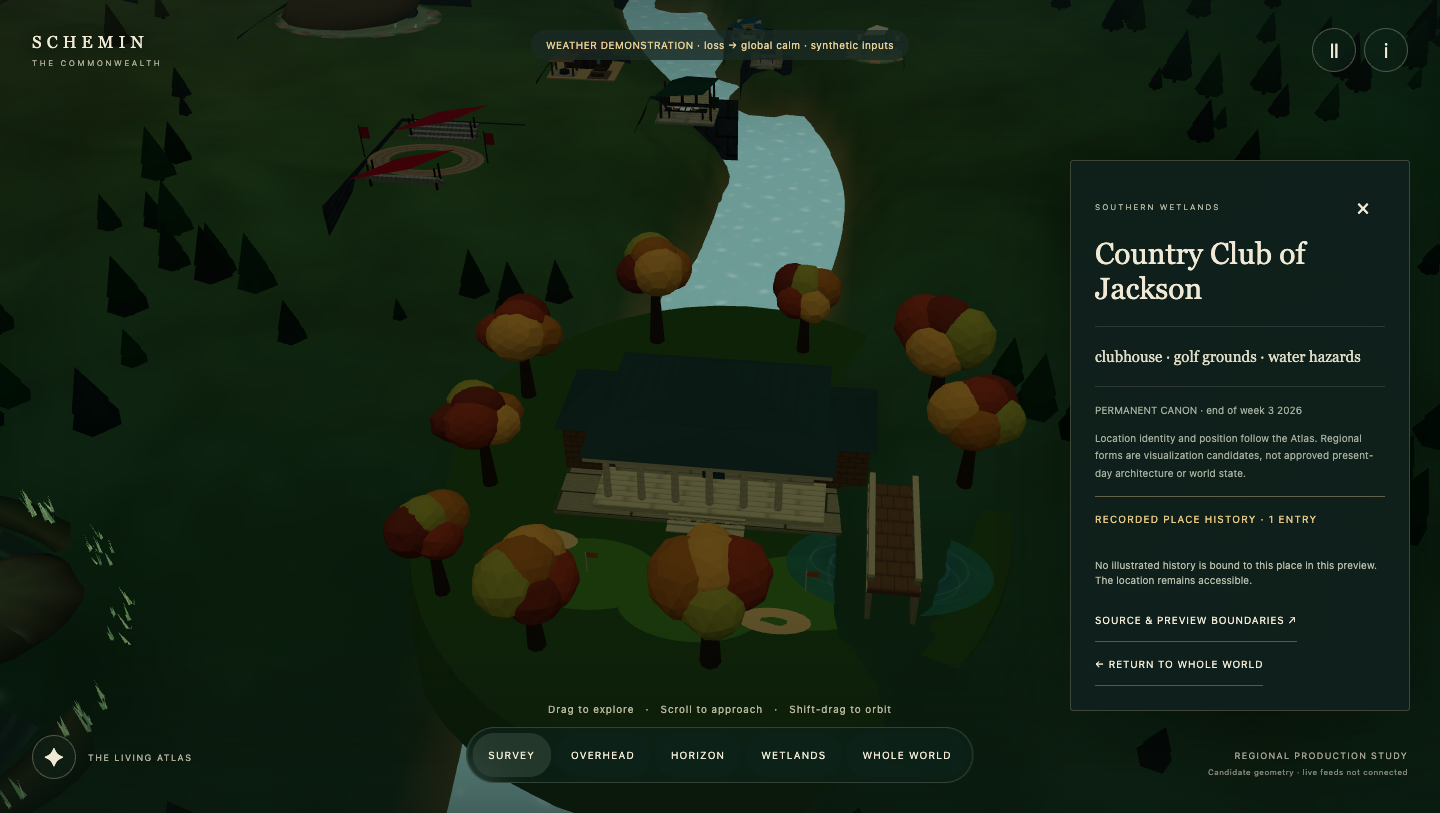 SCHEMIN
THE COMMONWEALTH
WEATHER DEMONSTRATION · loss → global calm · synthetic inputs
SOUTHERN WETLANDS
×
Country Club of
Jackson
clubhouse · golf grounds · water hazards
PERMANENT CANON · end of week 3 2026
Location identity and position follow the Atlas. Regional
forms are visualization candidates, not approved present-
day architecture or world state.
RECORDED PLACE HISTORY · 1 ENTRY
No illustrated history is bound to this place in this preview.
The location remains accessible.
SOURCE & PREVIEW BOUNDARIES ↗
← RETURN TO WHOLE WORLD
Drag to explore · Scroll to approach · Shift-drag to orbit
SURVEY OVERHEAD HORIZON WETLANDS WHOLE WORLD
THE LIVING ATLAS
REGIONAL PRODUCTION STUDY
Candidate geometry · live feeds not connected